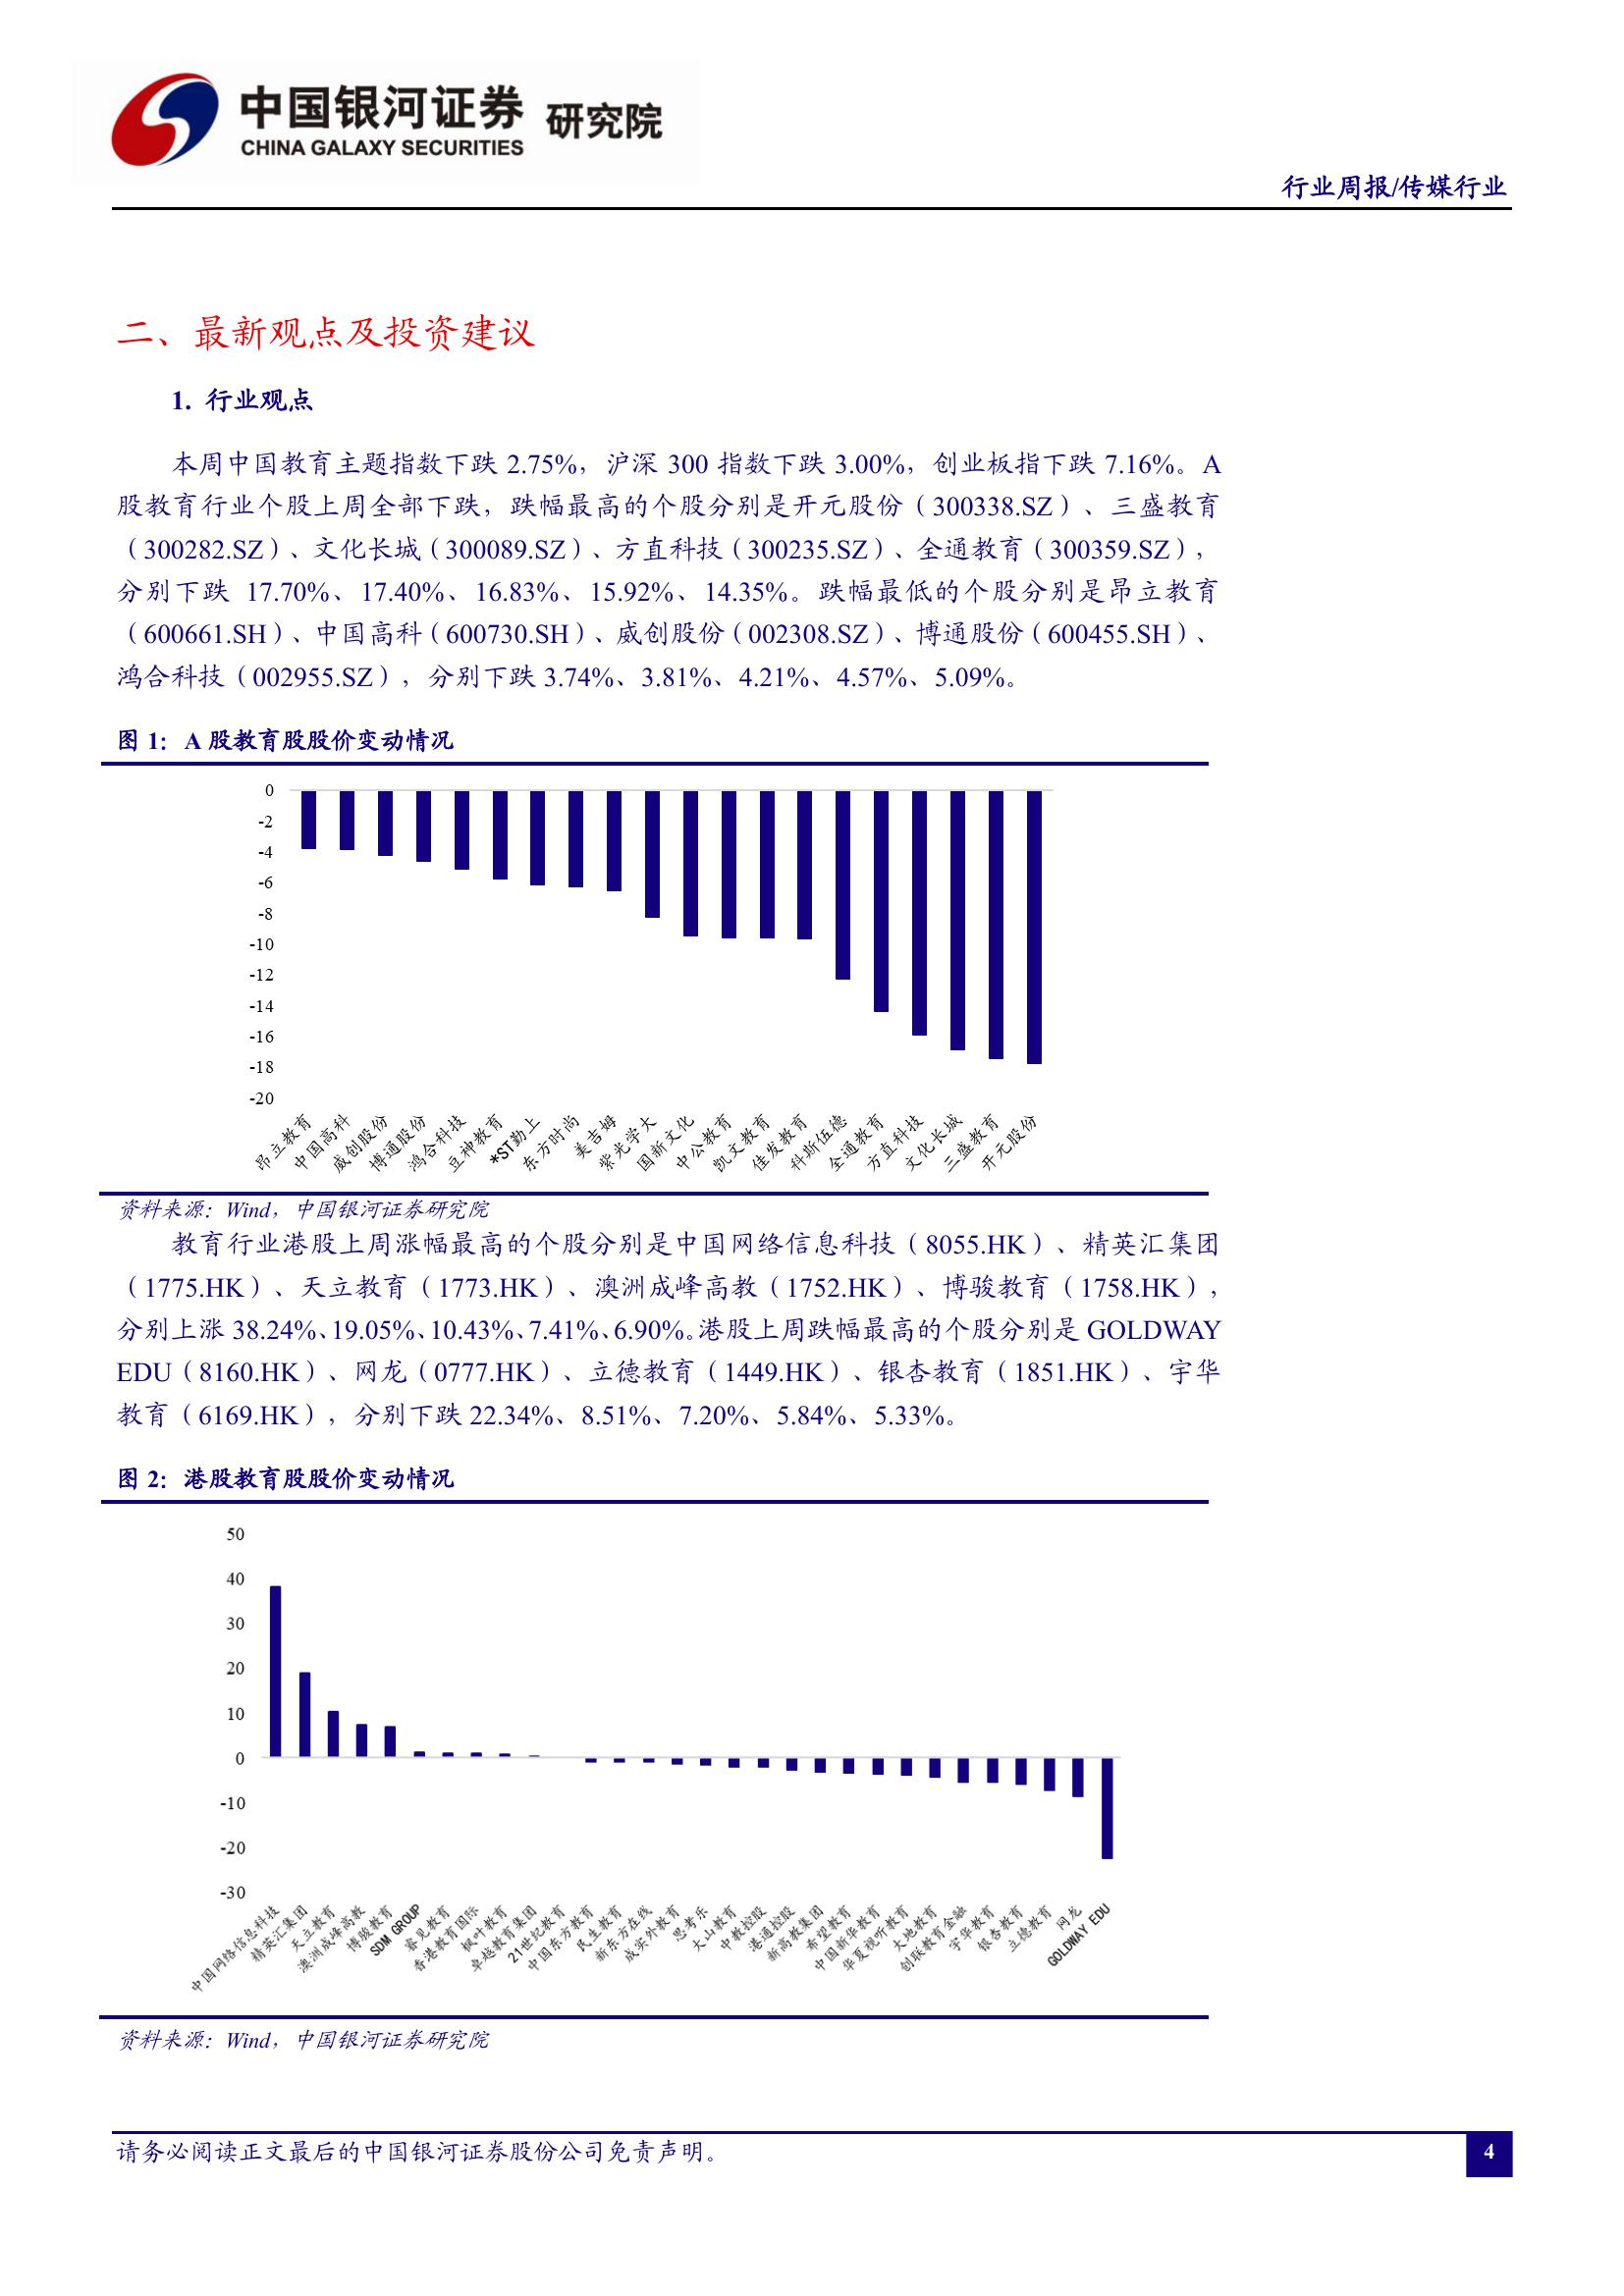 中国银河证券 研究院
CHINA GALAXY SECURITIES
行业周报/传媒行业
二、最新观点及投资建议
1. 行业观点
本周中国教育主题指数下跌 2.75%，沪深 300 指数下跌 3.00%，创业板指下跌 7.16%。A
股教育行业个股上周全部下跌，跌幅最高的个股分别是开元股份（300338.SZ）、三盛教育
（300282.SZ）、文化长城（300089.SZ）、方直科技（300235.SZ）、全通教育（300359.SZ），
分别下跌 17.70%、17.40%、16.83%、15.92%、14.35%。跌幅最低的个股分别是昂立教育
（600661.SH）、中国高科（600730.SH）、威创股份（002308.SZ）、博通股份（600455.SH）、
鸿合科技（002955.SZ），分别下跌 3.74%、3.81%、4.21%、4.57%、5.09%。
图 1：A 股教育股股价变动情况
0
-2
-4
-6
-8
-10
-12
-14
-16
-18
-20
昂立教育
中国高科
威创股份
博通股份
鸿合科技
豆神教育
*ST勤上
东方时尚
美吉姆
紫光学大
国新文化
中公教育
凯文教育
佳发教育
科斯伍德
全通教育
方直科技
文化长城
三盛教育
开元股份
资料来源：Wind，中国银河证券研究院
教育行业港股上周涨幅最高的个股分别是中国网络信息科技（8055.HK）、精英汇集团
（1775.HK）、天立教育（1773.HK）、澳洲成峰高教（1752.HK）、博骏教育（1758.HK），
分别上涨 38.24%、19.05%、10.43%、7.41%、6.90%。港股上周跌幅最高的个股分别是 GOLDWAY
EDU（8160.HK）、网龙（0777.HK）、立德教育（1449.HK）、银杏教育（1851.HK）、宇华
教育（6169.HK），分别下跌 22.34%、8.51%、7.20%、5.84%、5.33%。
图 2：港股教育股股价变动情况
50
40
30
20
10
0
-10
-20
-30
中国网络信息科技
精英汇集团
天立教育
澳洲成峰高教
博骏教育
SDM GROUP
睿见教育
香港教育国际
枫叶教育
卓越教育集团
21世纪教育
中国东方教育
民生教育
新东方在线
成实外教育
思考乐
大山教育
中教控股
港通控股
新高教集团
希望教育
中国新华教育
华夏视听教育
大地教育
创联教育金融
宇华教育
银杏教育
立德教育
网龙
GOLDWAY EDU
资料来源：Wind，中国银河证券研究院
请务必阅读正文最后的中国银河证券股份公司免责声明。
4